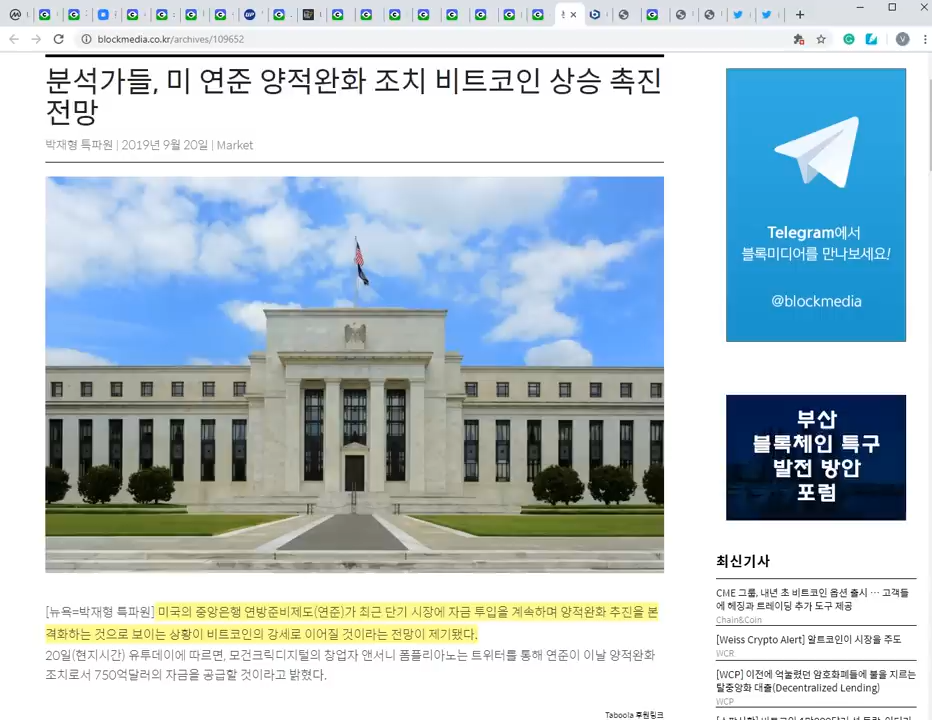 blockmedia.co.kr/archives/109652
분석가들, 미 연준 양적완화 조치 비트코인 상승 촉진
전망
박재형 특파원 | 2019년 9월 20일 | Market
[뉴욕=박재형 특파원] 미국의 중앙은행 연방준비제도(연준)가 최근 단기 시장에 자금 투입을 계속하며 양적완화 추진을 본
격화하는 것으로 보이는 상황이 비트코인의 강세로 이어질 것이라는 전망이 제기됐다.
20일(현지시간) 유투데이에 따르면, 모건크릭디지털의 창업자 앤서니 폼플리아노는 트위터를 통해 연준이 이날 양적완화
조치로서 750억달러의 자금을 공급할 것이라고 밝혔다.
Taboola 후원링크
Telegram에서
블록미디어를 만나보세요!
@blockmedia
부산
블록체인 특구
발전 방안
포럼
최신기사
CME 그룹, 내년 초 비트코인 옵션 출시 … 고객들
에 헤징과 트레이딩 추가 도구 제공
Chain&Coin
[Weiss Crypto Alert] 알트코인이 시장을 주도
WCR.
[WCP] 이전에 억눌렸던 암호화폐들에 불을 지르는
탈중앙화 대출(Decentralized Lending)
WCP